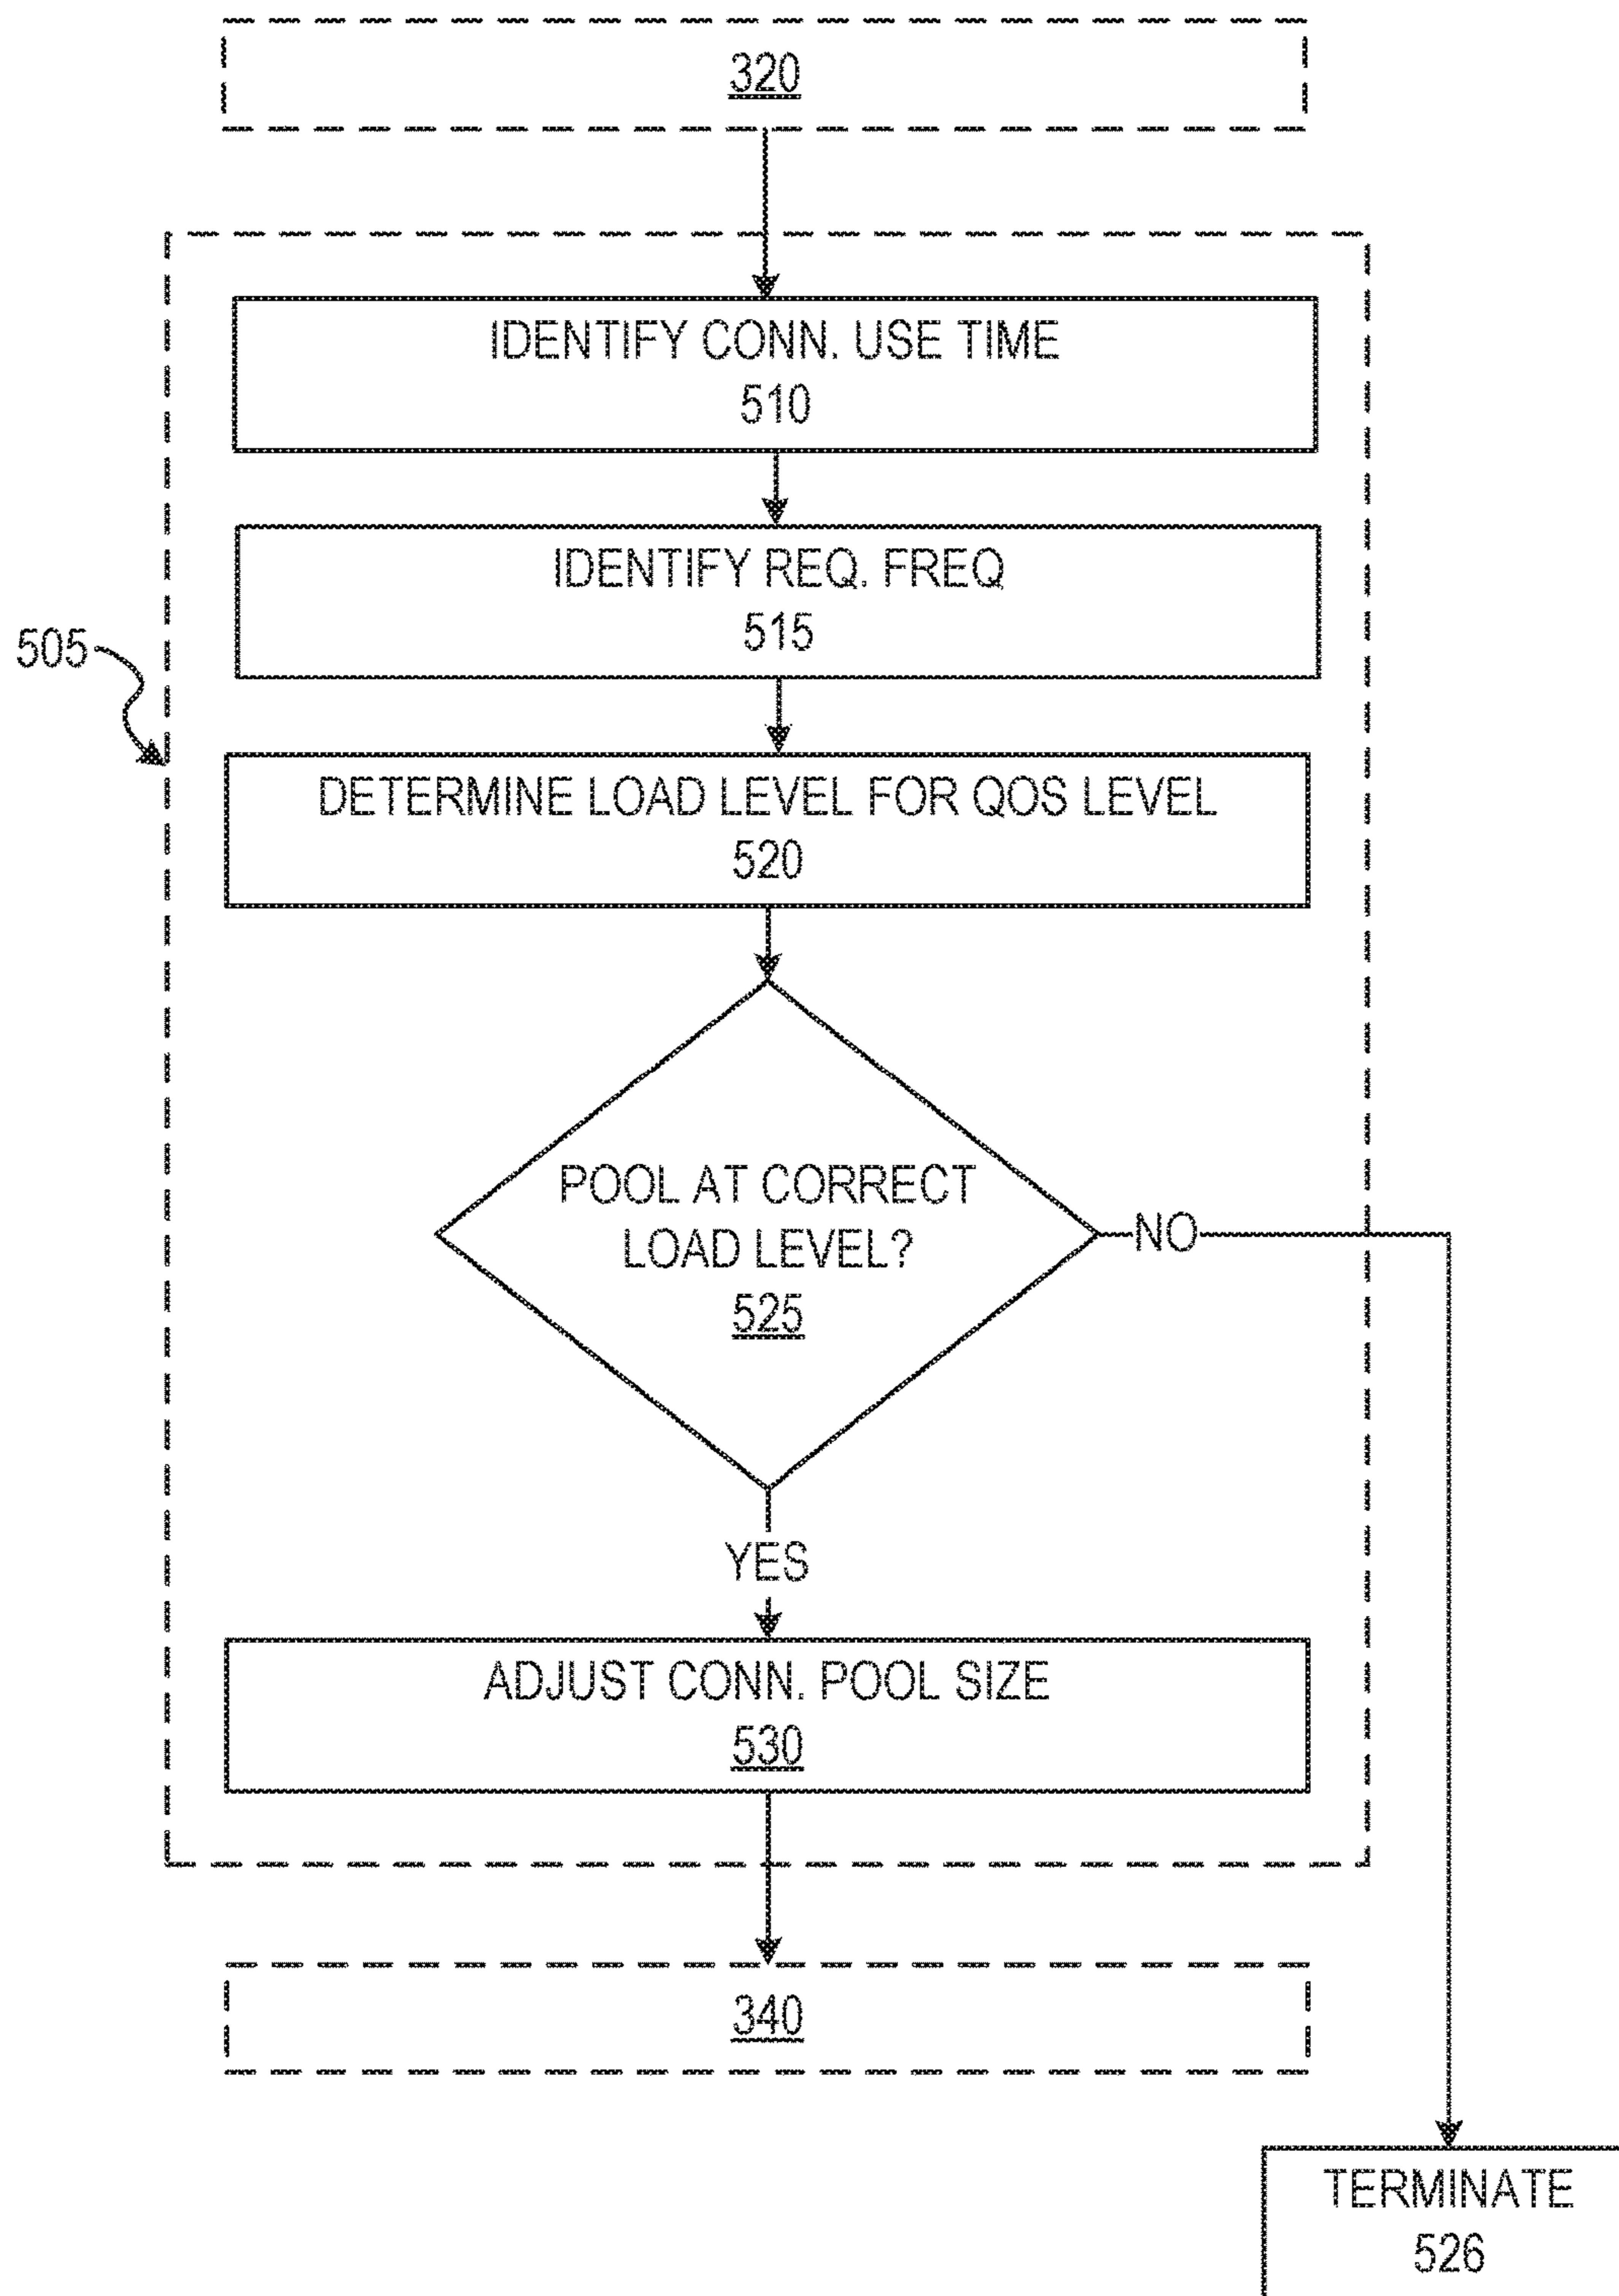 320
IDENTIFY CONN. USE TIME
510
IDENTIFY REQ. FREQ
515
505
DETERMINE LOAD LEVEL FOR QOS LEVEL
520
POOL AT CORRECT
LOAD LEVEL?
525
NO
YES
ADJUST CONN. POOL SIZE
530
340
TERMINATE
526